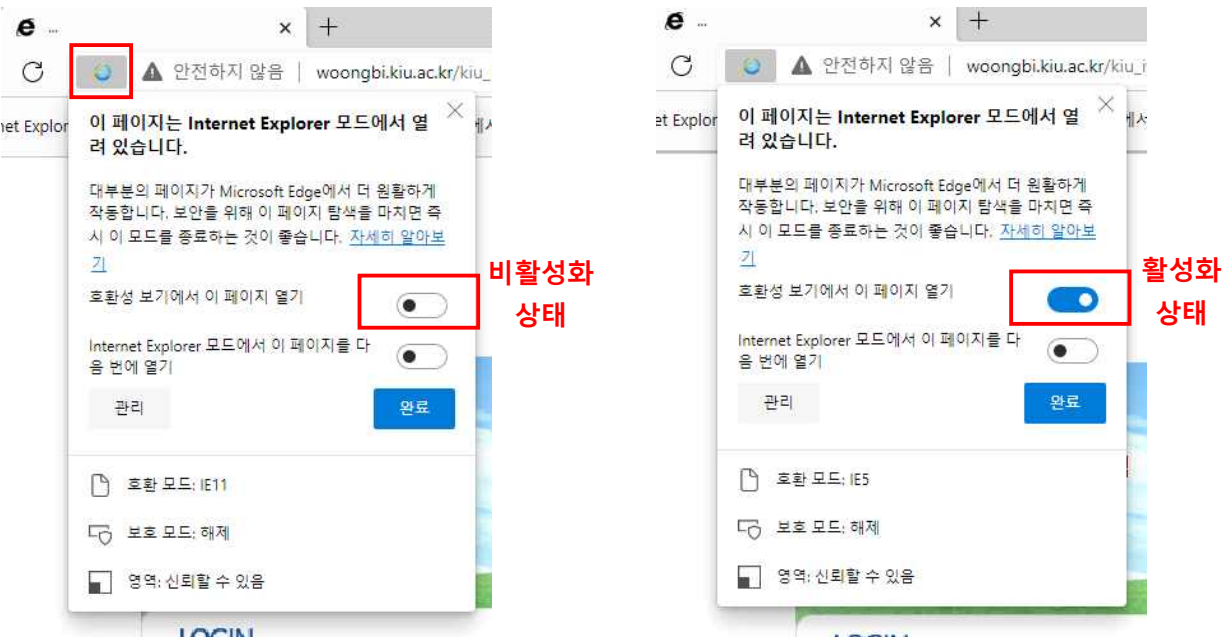 ...
안전하지 않음 | woongbi.kiu.ac.kr/kiu_
net Explor
이 페이지는 Internet Explorer 모드에서 열
려 있습니다.
대부분의 페이지가 Microsoft Edge에서 더 원활하게
작동합니다. 보안을 위해 이 페이지 탐색을 마치면 즉
시 이 모드를 종료하는 것이 좋습니다. 자세히 알아보
기
호환성 보기에서 이 페이지 열기
비활성화
상태
Internet Explorer 모드에서 이 페이지를 다
음 번에 열기
관리
완료
호환 모드: IE11
보호 모드: 해제
영역: 신뢰할 수 있음
LOGIN
...
안전하지 않음 | woongbi.kiu.ac.kr/kiu_
et Explor
이 페이지는 Internet Explorer 모드에서 열
려 있습니다.
대부분의 페이지가 Microsoft Edge에서 더 원활하게
작동합니다. 보안을 위해 이 페이지 탐색을 마치면 즉
시 이 모드를 종료하는 것이 좋습니다. 자세히 알아보
기
호환성 보기에서 이 페이지 열기
활성화
상태
Internet Explorer 모드에서 이 페이지를 다
음 번에 열기
관리
완료
호환 모드: IE5
보호 모드: 해제
영역: 신뢰할 수 있음
LOGIN